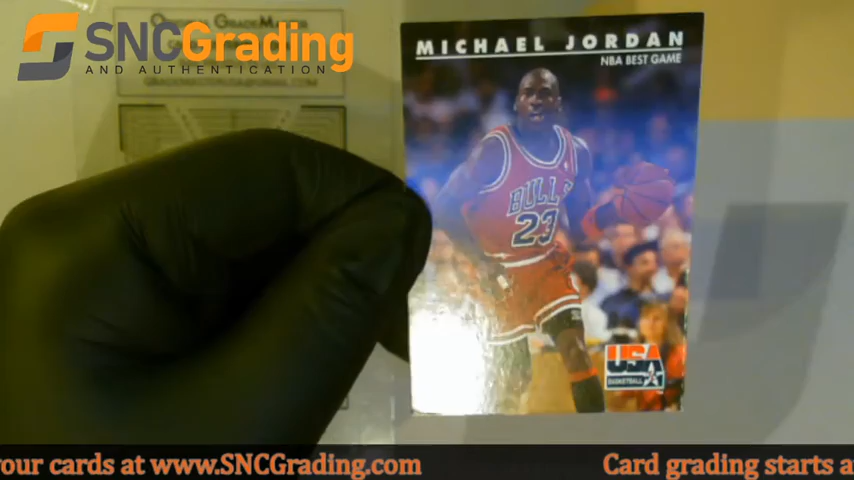 SNCGrading
AND AUTHENTICATION
MICHAEL JORDAN
NBA BEST GAME
BULLS
23
USA
BASKETBALL
your cards at www.SNCGrading.com
Card grading starts a